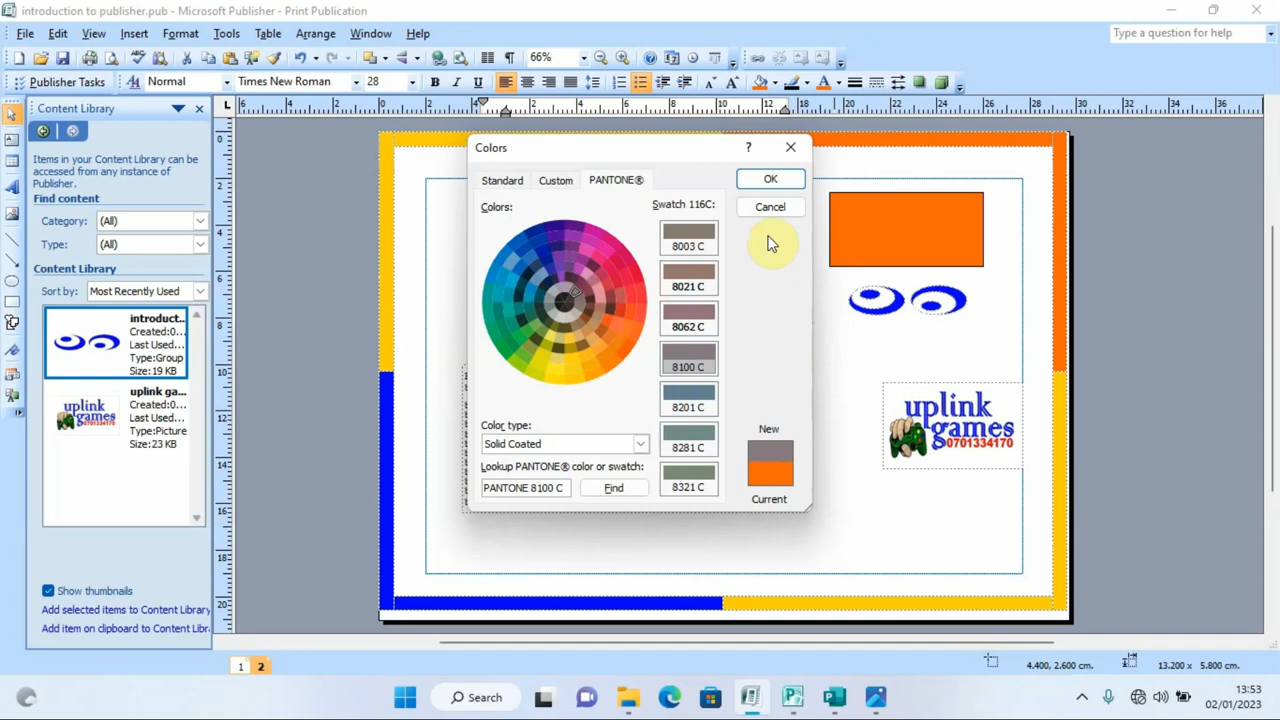 introduction to publisher.pub - Microsoft Publisher - Print Publication
File Edit View Insert Format Tools Table Arrange Window Help
Type a question for help
66%
Publisher Tasks
Normal
Times New Roman
28
Content Library
Items in your Content Library can be
accessed from any instance of
Publisher.
Find content
Category: (All)
Type: (All)
Content Library
Sort by: Most Recently Used
introduct...
Created:0...
Last Used...
Type:Group
Size:19 KB
uplink ga...
Created:0...
Last Used...
Type:Picture
Size:23 KB
Show thumbnails
Add selected items to Content Library
Add item on clipboard to Content Libr
Colors
Standard Custom PANTONE®
Colors:
Swatch 116C:
OK
Cancel
8003 C
8021 C
8062 C
8100 C
8201 C
8281 C
8321 C
Color type:
Solid Coated
Lookup PANTONE® color or swatch:
PANTONE 8100 C
Find
New
Current
uplink
games
0701334170
1 2
4.400, 2.600 cm.
13.200 x 5.800 cm.
Search
13:53
02/01/2023